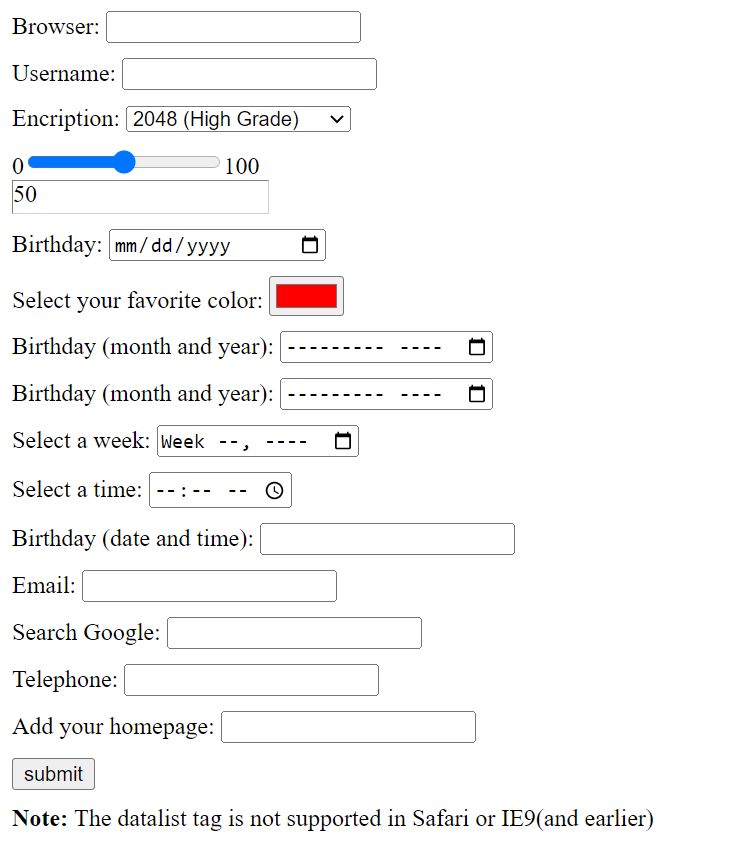 Browser:
Username:
Encription: 2048 (High Grade)
0 100
50
Birthday: mm/dd/yyyy
Select your favorite color:
Birthday (month and year): --------- ----
Birthday (month and year): --------- ----
Select a week: Week --, ----
Select a time: --:-- --
Birthday (date and time):
Email:
Search Google:
Telephone:
Add your homepage:
submit
Note: The datalist tag is not supported in Safari or IE9(and earlier)